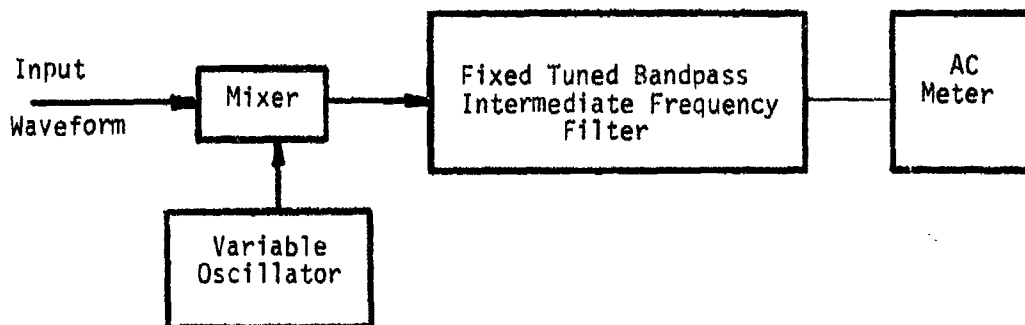 Input
Waveform
Mixer
Variable
Oscillator
Fixed Tuned Bandpass
Intermediate Frequency
Filter
AC
Meter